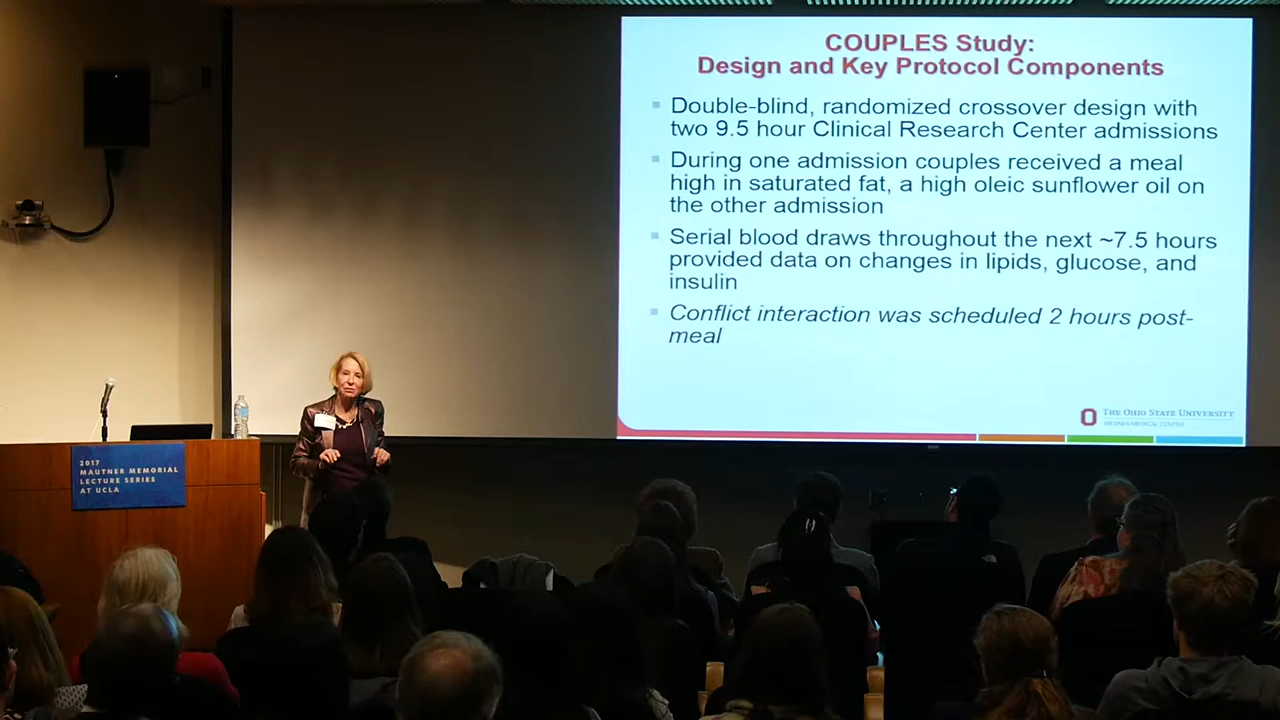 COUPLES Study:
Design and Key Protocol Components
Double-blind, randomized crossover design with
two 9.5 hour Clinical Research Center admissions
During one admission couples received a meal
high in saturated fat, a high oleic sunflower oil on
the other admission
Serial blood draws throughout the next ~7.5 hours
provided data on changes in lipids, glucose, and
insulin
Conflict interaction was scheduled 2 hours post-
meal
THE OHIO STATE UNIVERSITY
WEXNER MEDICAL CENTER
2017
MAUTNER MEMORIAL
LECTURE SERIES
AT UCLA